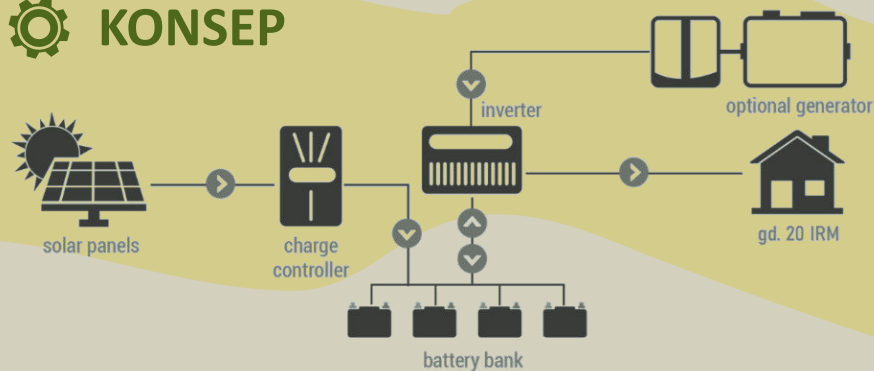 KONSEP
optional generator
inverter
solar panels
charge
controller
gd. 20 IRM
battery bank